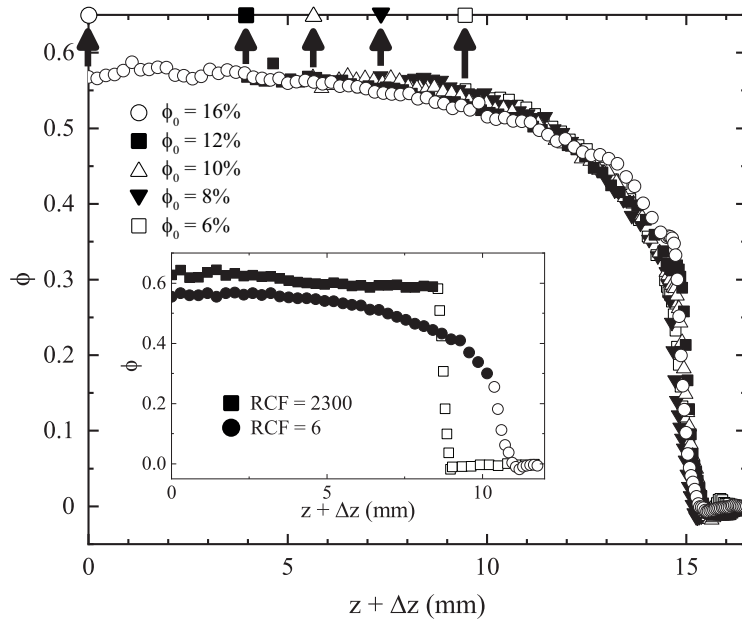 0.6
0.5
0.4
0.3
0.2
0.1
0
ϕ
ϕ₀ = 16%
ϕ₀ = 12%
ϕ₀ = 10%
ϕ₀ = 8%
ϕ₀ = 6%
0.6
0.4
0.2
0.0
ϕ
RCF = 2300
RCF = 6
0 5 10
z + Δz (mm)
0 5 10 15
z + Δz (mm)